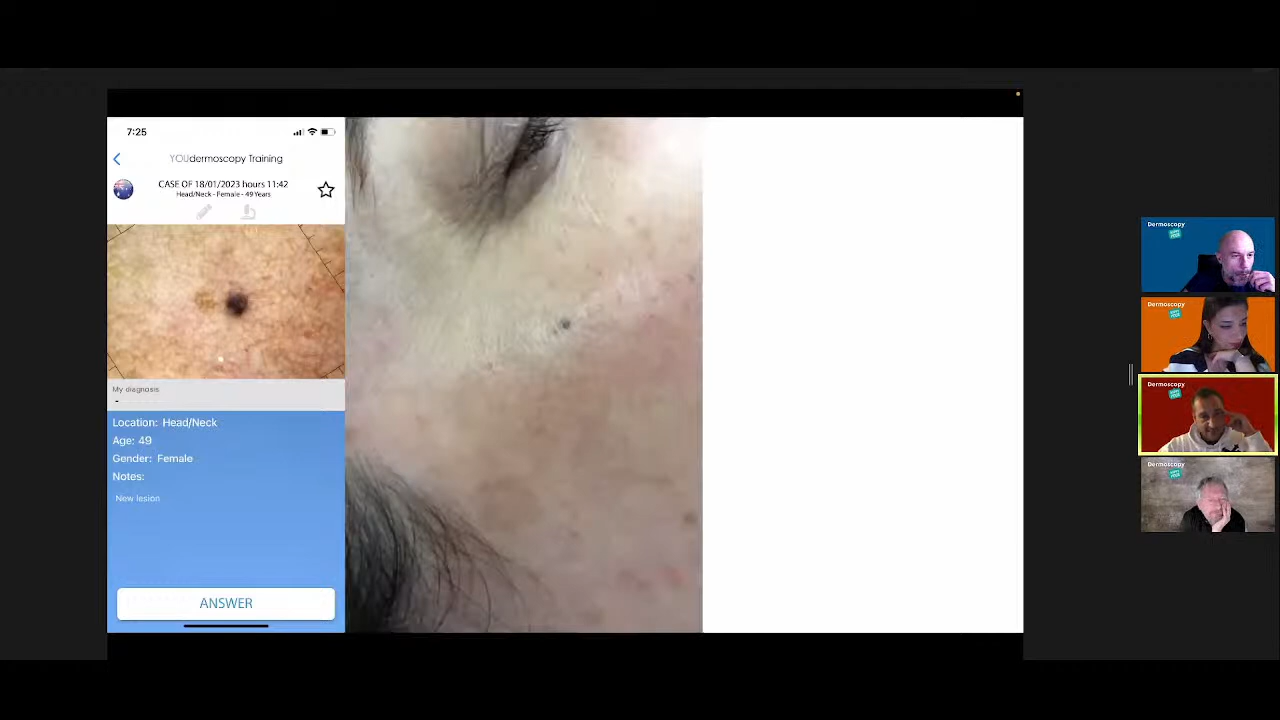 7:25
YOUdermoscopy Training
CASE OF 18/01/2023 hours 11:42
Head/Neck - Female - 49 Years
My diagnosis
-
Location: Head/Neck
Age: 49
Gender: Female
Notes:
New lesion
ANSWER
Dermoscopy
Dermoscopy
Dermoscopy
Dermoscopy